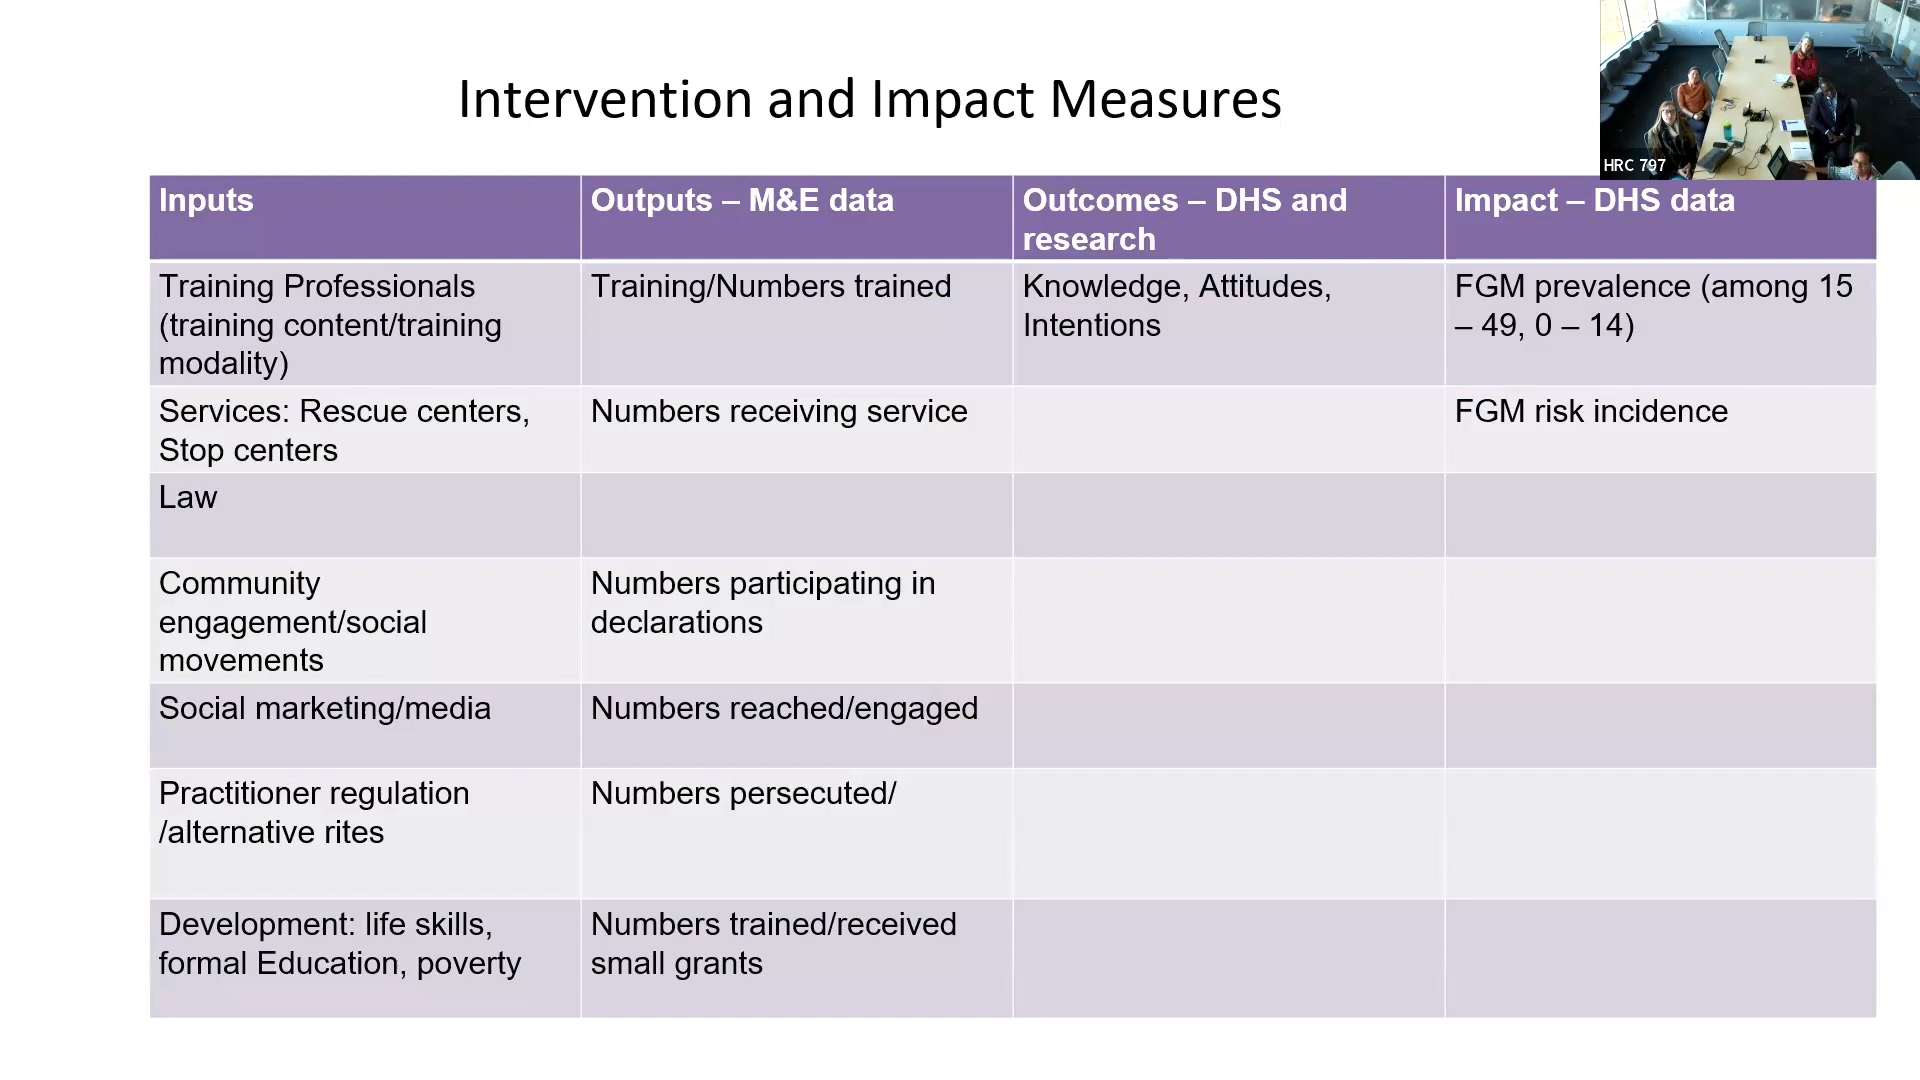 Intervention and Impact Measures
HRC 797
Inputs
Outputs – M&E data
Outcomes – DHS and
research
Impact – DHS data
Training Professionals
(training content/training
modality)
Training/Numbers trained
Knowledge, Attitudes,
Intentions
FGM prevalence (among 15
– 49, 0 – 14)
Services: Rescue centers,
Stop centers
Numbers receiving service
FGM risk incidence
Law
Community
engagement/social
movements
Numbers participating in
declarations
Social marketing/media
Numbers reached/engaged
Practitioner regulation
/alternative rites
Numbers persecuted/
Development: life skills,
formal Education, poverty
Numbers trained/received
small grants